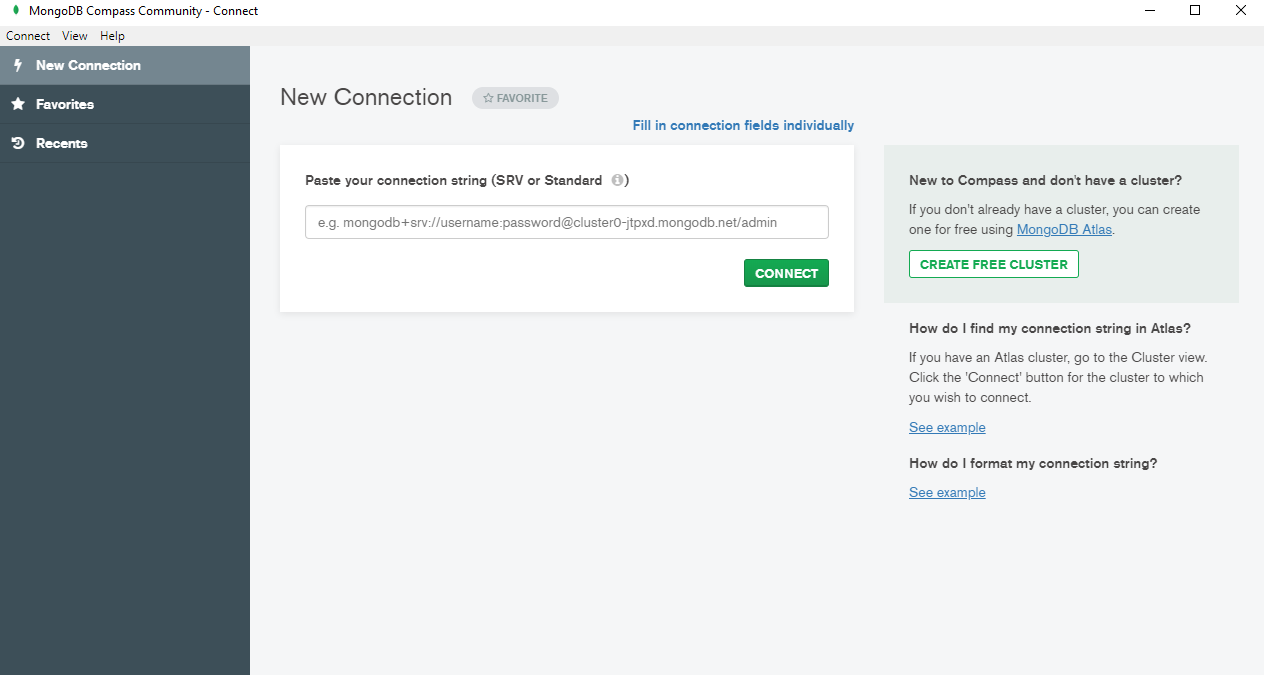 MongoDB Compass Community - Connect
Connect View Help
New Connection
Favorites
Recents
New Connection
FAVORITE
Fill in connection fields individually
Paste your connection string (SRV or Standard )
e.g. mongodb+srv://username:password@cluster0-jtpxd.mongodb.net/admin
CONNECT
New to Compass and don't have a cluster?
If you don't already have a cluster, you can create
one for free using MongoDB Atlas.
CREATE FREE CLUSTER
How do I find my connection string in Atlas?
If you have an Atlas cluster, go to the Cluster view.
Click the 'Connect' button for the cluster to which
you wish to connect.
See example
How do I format my connection string?
See example